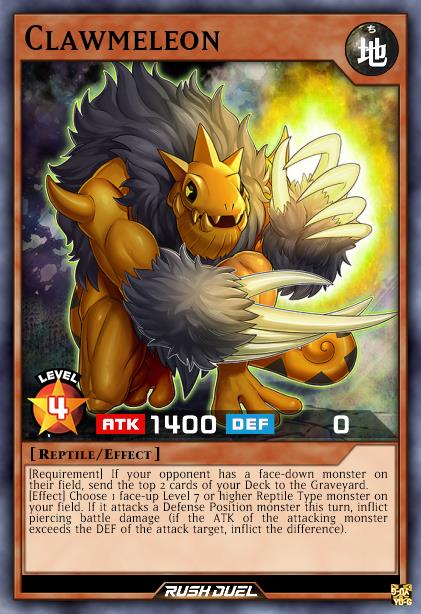 CLAWMELEON
ち
地
LEVEL
4
ATK 1400 DEF 0
[REPTILE/EFFECT]
[Requirement] If your opponent has a face-down monster on
their field, send the top 2 cards of your Deck to the Graveyard.
[Effect] Choose 1 face-up Level 7 or higher Reptile Type monster on
your field. If it attacks a Defense Position monster this turn, inflict
piercing battle damage (if the ATK of the attacking monster
exceeds the DEF of the attack target, inflict the difference).
RUSH DUEL